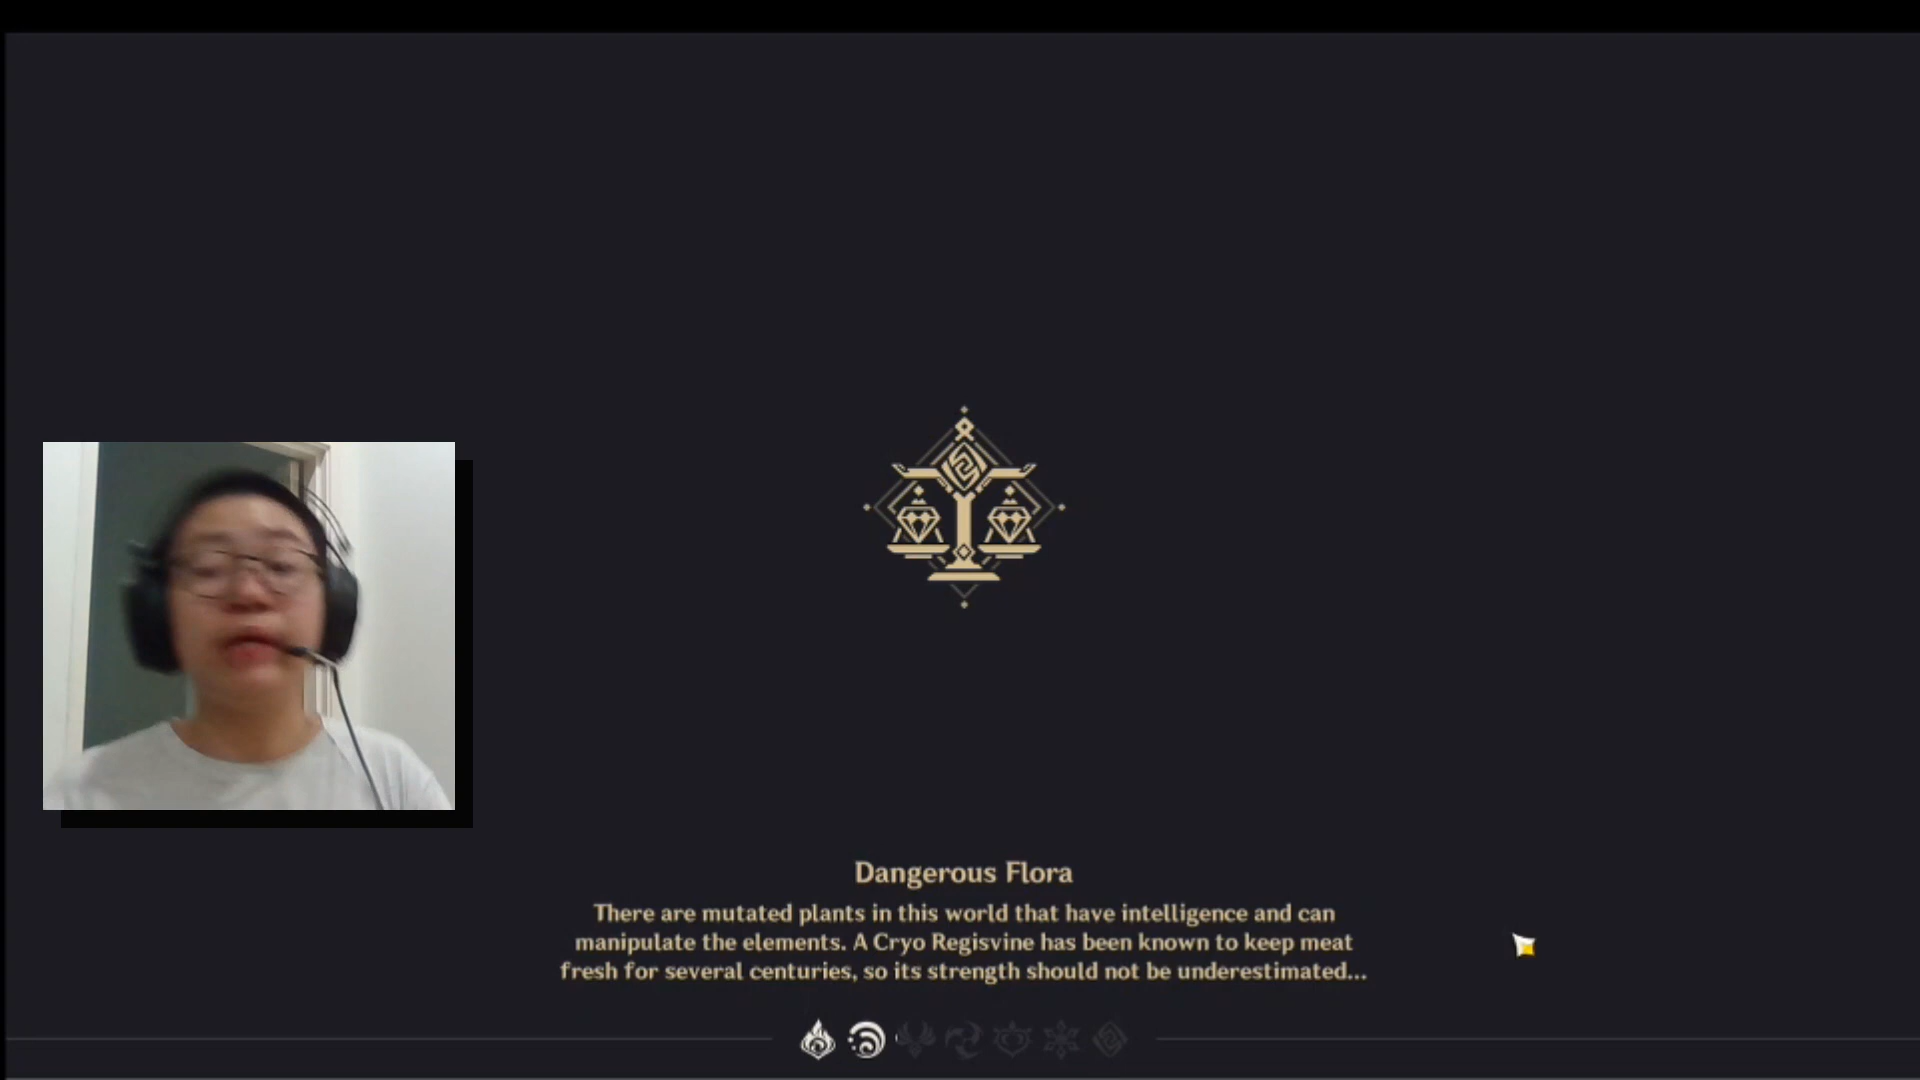 Dangerous Flora
There are mutated plants in this world that have intelligence and can
manipulate the elements. A Cryo Regisvine has been known to keep meat
fresh for several centuries, so its strength should not be underestimated...